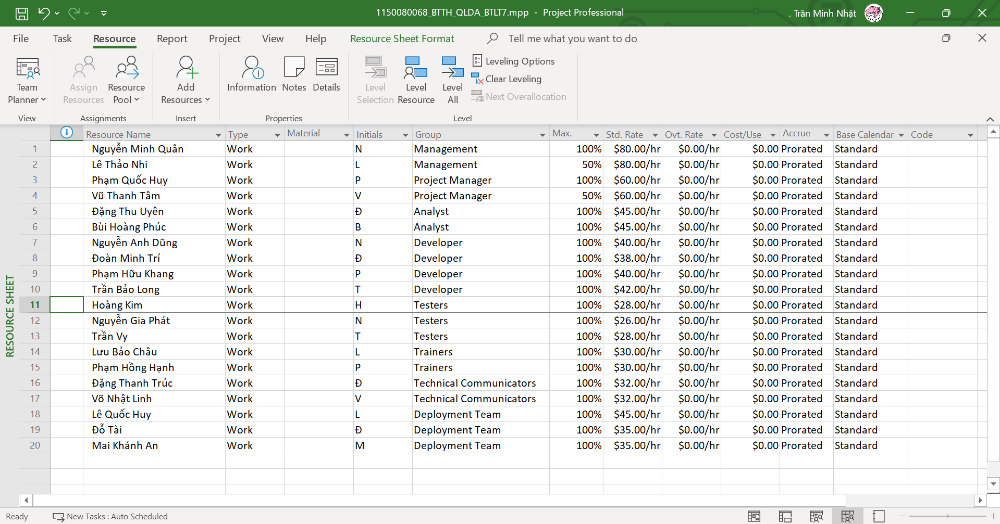 1150080068_BTTH_QLDA_BTLT7.mpp - Project Professional
. Trần Minh Nhật
File Task Resource Report Project View Help Resource Sheet Format Tell me what you want to do
Team Planner
Assign Resources
Resource Pool
Add Resources
Information
Notes
Details
Level Selection
Level Resource
Level All
Leveling Options
Clear Leveling
Next Overallocation
View Assignments Insert Properties Level
Resource Name Type Material Initials Group Max. Std. Rate Ovt. Rate Cost/Use Accrue Base Calendar Code
1 Nguyễn Minh Quân Work N Management 100% $80.00/hr $0.00/hr $0.00 Prorated Standard
2 Lê Thảo Nhi Work L Management 50% $80.00/hr $0.00/hr $0.00 Prorated Standard
3 Phạm Quốc Huy Work P Project Manager 100% $60.00/hr $0.00/hr $0.00 Prorated Standard
4 Vũ Thanh Tâm Work V Project Manager 50% $60.00/hr $0.00/hr $0.00 Prorated Standard
5 Đặng Thu Uyên Work Đ Analyst 100% $45.00/hr $0.00/hr $0.00 Prorated Standard
6 Bùi Hoàng Phúc Work B Analyst 100% $45.00/hr $0.00/hr $0.00 Prorated Standard
7 Nguyễn Anh Dũng Work N Developer 100% $40.00/hr $0.00/hr $0.00 Prorated Standard
8 Đoàn Minh Trí Work Đ Developer 100% $38.00/hr $0.00/hr $0.00 Prorated Standard
9 Phạm Hữu Khang Work P Developer 100% $40.00/hr $0.00/hr $0.00 Prorated Standard
10 Trần Bảo Long Work T Developer 100% $42.00/hr $0.00/hr $0.00 Prorated Standard
11 Hoàng Kim Work H Testers 100% $28.00/hr $0.00/hr $0.00 Prorated Standard
12 Nguyễn Gia Phát Work N Testers 100% $26.00/hr $0.00/hr $0.00 Prorated Standard
13 Trần Vy Work T Testers 100% $28.00/hr $0.00/hr $0.00 Prorated Standard
14 Lưu Bảo Châu Work L Trainers 100% $30.00/hr $0.00/hr $0.00 Prorated Standard
15 Phạm Hồng Hạnh Work P Trainers 100% $30.00/hr $0.00/hr $0.00 Prorated Standard
16 Đặng Thanh Trúc Work Đ Technical Communicators 100% $32.00/hr $0.00/hr $0.00 Prorated Standard
17 Võ Nhật Linh Work V Technical Communicators 100% $32.00/hr $0.00/hr $0.00 Prorated Standard
18 Lê Quốc Huy Work L Deployment Team 100% $45.00/hr $0.00/hr $0.00 Prorated Standard
19 Đỗ Tài Work Đ Deployment Team 100% $35.00/hr $0.00/hr $0.00 Prorated Standard
20 Mai Khánh An Work M Deployment Team 100% $35.00/hr $0.00/hr $0.00 Prorated Standard
RESOURCE SHEET
Ready New Tasks : Auto Scheduled